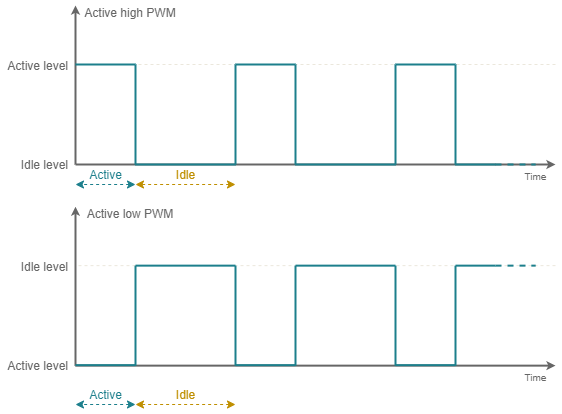 Active high PWM
Active level
Idle level
Active
Idle
Time
Active low PWM
Idle level
Active level
Time
Active
Idle